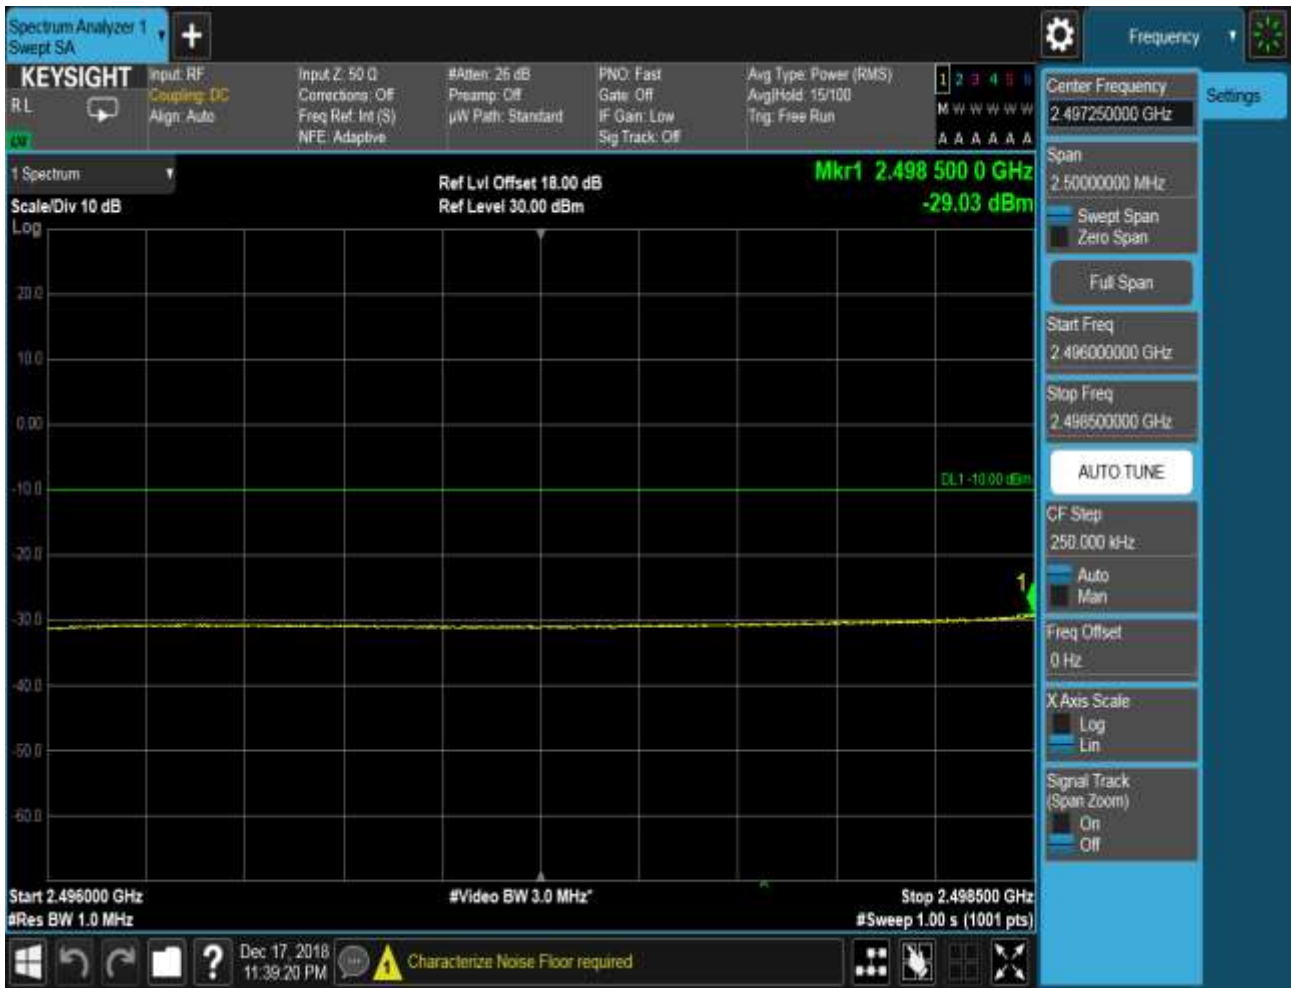 Spectrum Analyzer 1
Swept SA
Frequency
KEYSIGHT
R L
Input: RF
Coupling: DC
Align: Auto
Input Z: 50 Ω
Corrections: Off
Freq Ref: Int (S)
NFE: Adaptive
#Atten: 26 dB
Preamp: Off
µW Path: Standard
PNO: Fast
Gate: Off
IF Gain: Low
Sig Track: Off
Avg Type: Power (RMS)
Avg|Hold: 15/100
Trig: Free Run
1 2 3 4 5 6
M W W W W W
A A A A A A
1 Spectrum
Scale/Div 10 dB
Log
Ref Lvl Offset 18.00 dB
Ref Level 30.00 dBm
Mkr1 2.498 500 0 GHz
-29.03 dBm
20.0
10.0
0.00
-10.0
-20.0
-30.0
-40.0
-50.0
-60.0
DL1 -10.00 dBm
1
Start 2.496000 GHz
#Res BW 1.0 MHz
#Video BW 3.0 MHz*
Stop 2.498500 GHz
#Sweep 1.00 s (1001 pts)
Center Frequency
2.497250000 GHz
Settings
Span
2.50000000 MHz
Swept Span
Zero Span
Full Span
Start Freq
2.496000000 GHz
Stop Freq
2.498500000 GHz
AUTO TUNE
CF Step
250.000 kHz
Auto
Man
Freq Offset
0 Hz
X Axis Scale
Log
Lin
Signal Track
(Span Zoom)
On
Off
?
Dec 17, 2018
11:39:20 PM
1
Characterize Noise Floor required